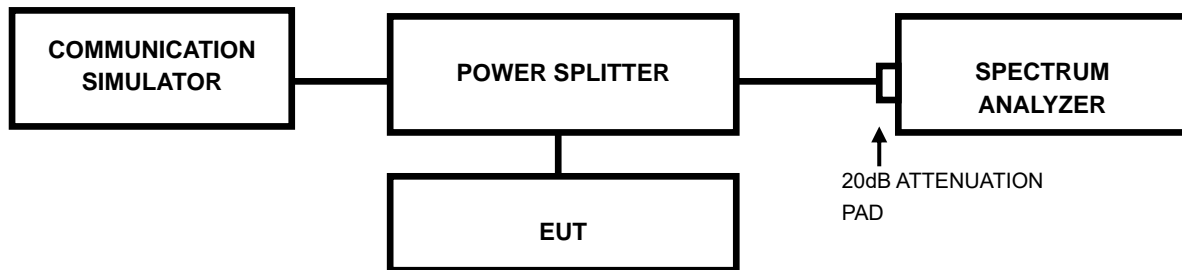 COMMUNICATION
SIMULATOR
POWER SPLITTER
SPECTRUM
ANALYZER
20dB ATTENUATION
PAD
EUT